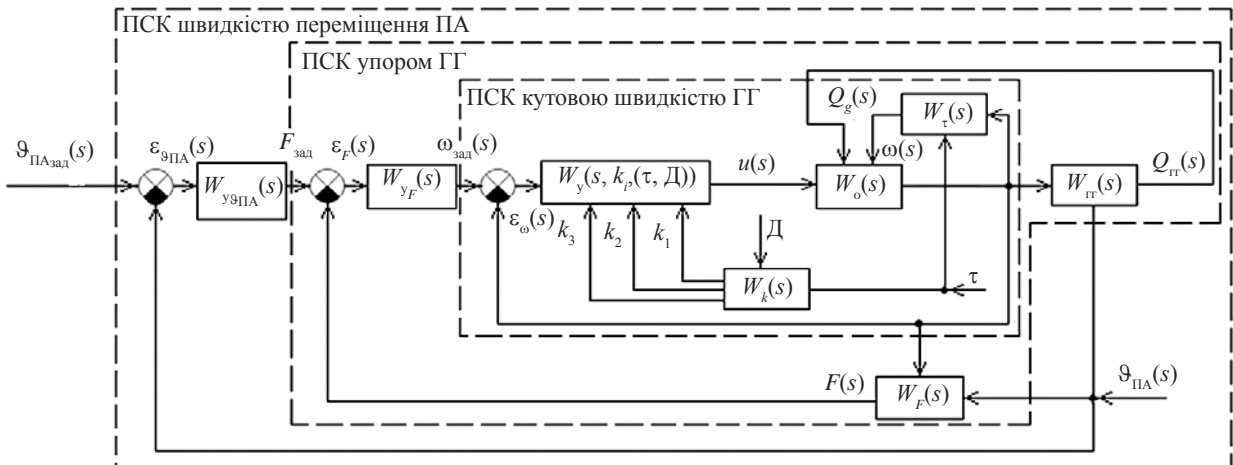 ПСК швидкістю переміщення ПА
ПСК упором ГГ
ПСК кутовою швидкістю ГГ
Q_g(s)
W_τ(s)
ϑ_ПАзад(s)
ε_ϑПА(s)
F_зад
ε_F(s)
ω_зад(s)
ω(s)
Q_гг(s)
W_уϑПА(s)
W_у_F(s)
W_у(s, k_i,(τ, Д))
u(s)
W_о(s)
W_гг(s)
ε_ω(s)
k_3
k_2
k_1
Д
W_k(s)
τ
F(s)
W_F(s)
ϑ_ПА(s)